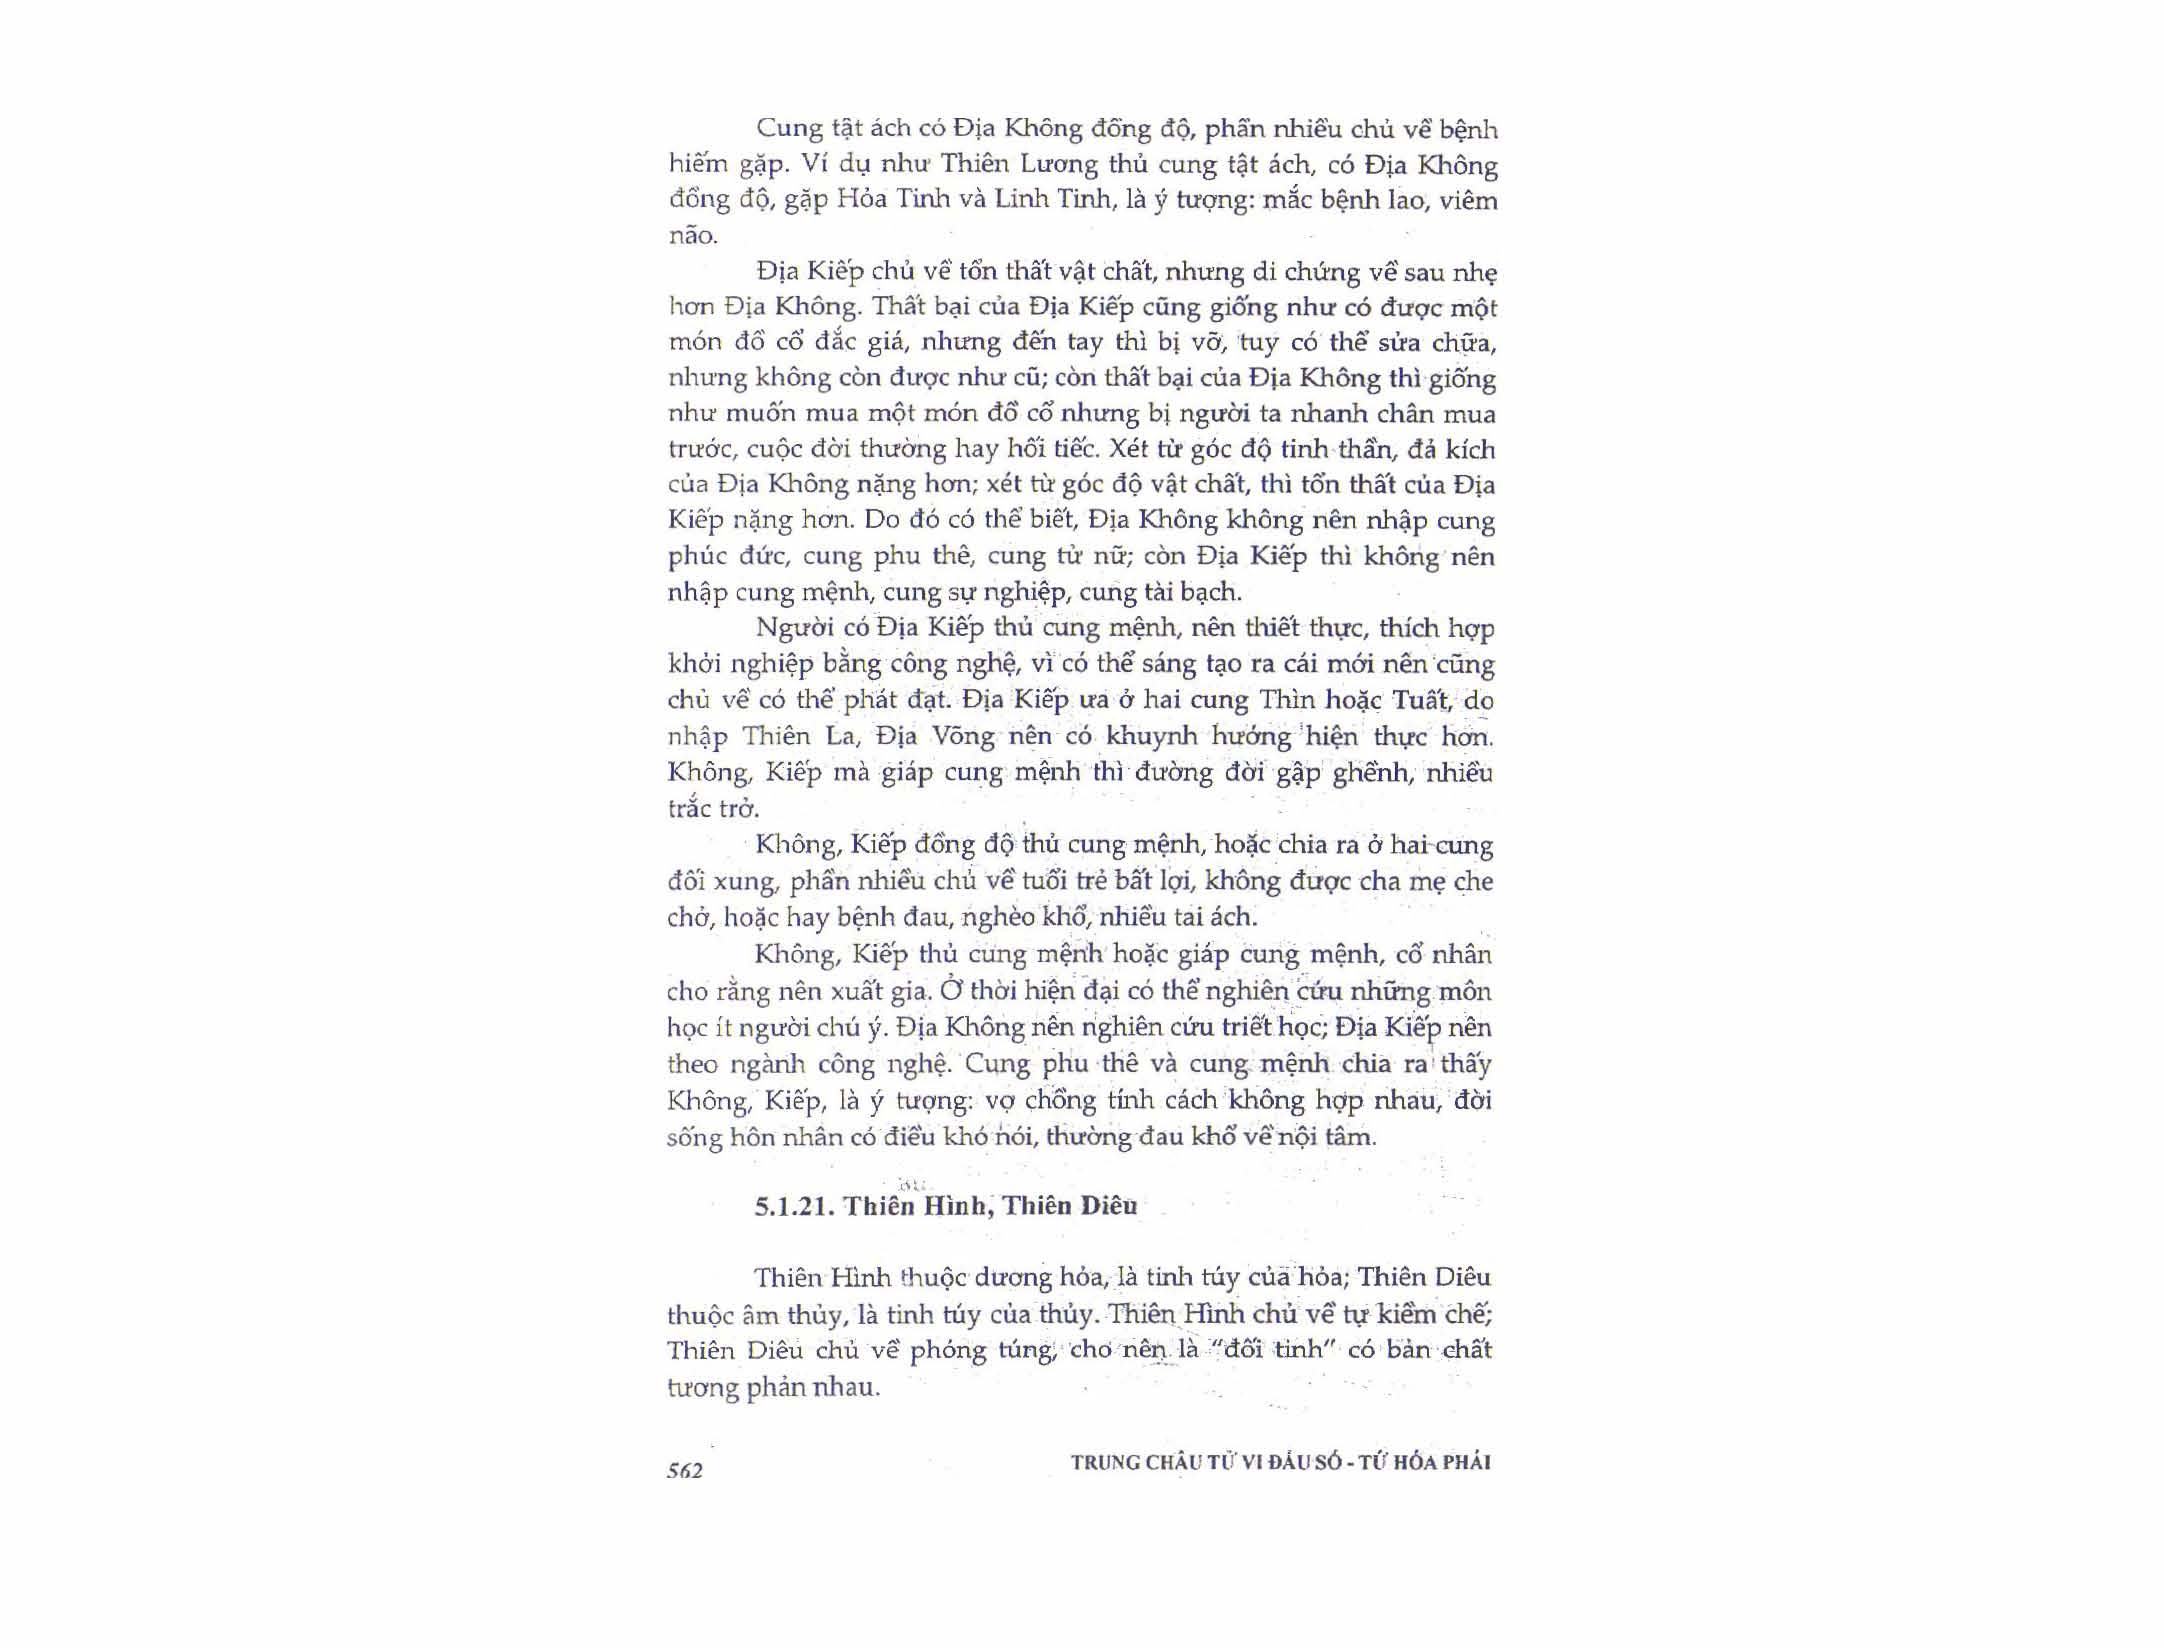 Cung tật ách có Địa Không đồng độ, phần nhiều chủ về bệnh
hiếm gặp. Ví dụ như Thiên Lương thủ cung tật ách, có Địa Không
đồng độ, gặp Hỏa Tinh và Linh Tinh, là ý tượng: mắc bệnh lao, viêm
não.
Địa Kiếp chủ về tổn thất vật chất, nhưng di chứng về sau nhẹ
hơn Địa Không. Thất bại của Địa Kiếp cũng giống như có được một
món đồ cổ đắc giá, nhưng đến tay thì bị vỡ, tuy có thể sửa chữa,
nhưng không còn được như cũ; còn thất bại của Địa Không thì giống
như muốn mua một món đồ cổ nhưng bị người ta nhanh chân mua
trước, cuộc đời thường hay hối tiếc. Xét từ góc độ tinh thần, đả kích
của Địa Không nặng hơn; xét từ góc độ vật chất, thì tổn thất của Địa
Kiếp nặng hơn. Do đó có thể biết, Địa Không không nên nhập cung
phúc đức, cung phu thê, cung tử nữ; còn Địa Kiếp thì không nên
nhập cung mệnh, cung sự nghiệp, cung tài bạch.
Người có Địa Kiếp thủ cung mệnh, nên thiết thực, thích hợp
khởi nghiệp bằng công nghệ, vì có thể sáng tạo ra cái mới nên cũng
chủ về có thể phát đạt. Địa Kiếp ưa ở hai cung Thìn hoặc Tuất, do
nhập Thiên La, Địa Võng nên có khuynh hướng hiện thực hơn.
Không, Kiếp mà giáp cung mệnh thì đường đời gập ghềnh, nhiều
trắc trở.
Không, Kiếp đồng độ thủ cung mệnh, hoặc chia ra ở hai cung
đối xung, phần nhiều chủ về tuổi trẻ bất lợi, không được cha mẹ che
chở, hoặc hay bệnh đau, nghèo khổ, nhiều tai ách.
Không, Kiếp thủ cung mệnh hoặc giáp cung mệnh, cổ nhân
cho rằng nên xuất gia. Ở thời hiện đại có thể nghiên cứu những môn
học ít người chú ý. Địa Không nên nghiên cứu triết học; Địa Kiếp nên
theo ngành công nghệ. Cung phu thê và cung mệnh chia ra thấy
Không, Kiếp, là ý tượng: vợ chồng tính cách không hợp nhau, đời
sống hôn nhân có điều khó nói, thường đau khổ về nội tâm.
5.1.21. Thiên Hình, Thiên Diêu
Thiên Hình thuộc dương hỏa, là tinh túy của hỏa; Thiên Diêu
thuộc âm thủy, là tinh túy của thủy. Thiên Hình chủ về tự kiềm chế;
Thiên Diêu chủ về phóng túng, cho nên là "đối tinh" có bản chất
tương phản nhau.
562 TRUNG CHÂU TỬ VI ĐẨU SỐ - TỨ HÓA PHÁI